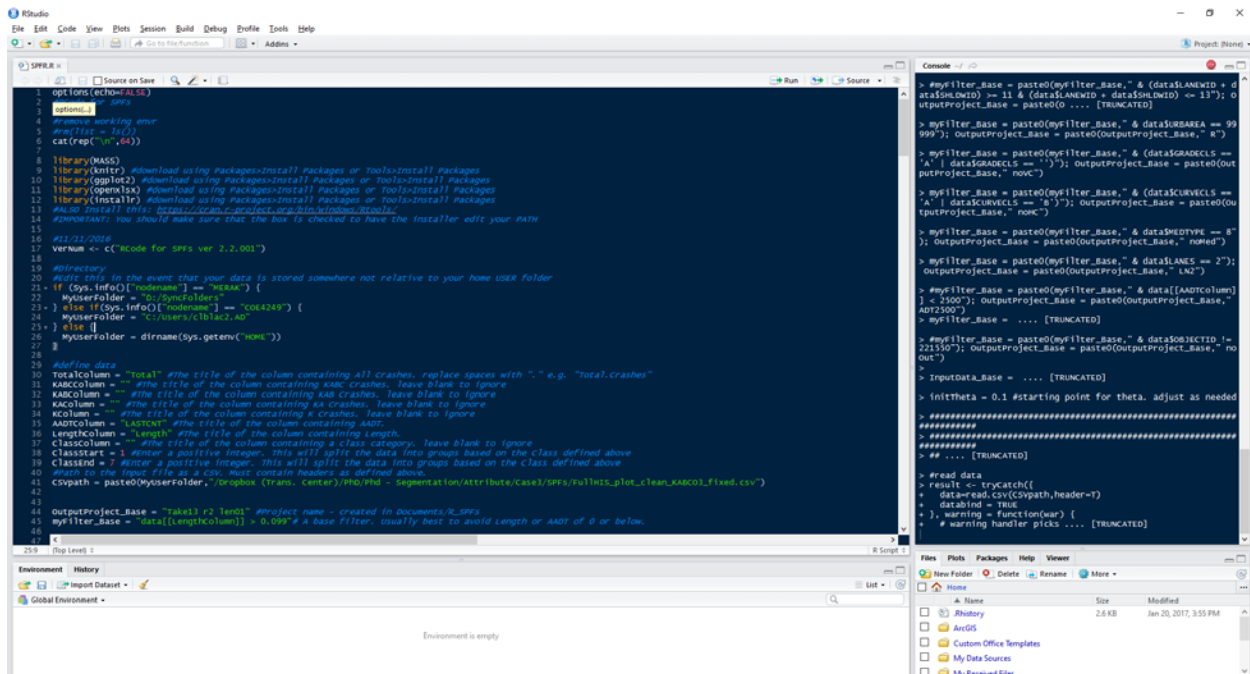 RStudio
File Edit Code View Plots Session Build Debug Profile Tools Help
Go to file/function Addins Project: (None)
SPFR.R
Source on Save Run Source
1 options(echo=FALSE)
2 for SPFs
options(...)
3
4 #remove working envr
5 #rm(list = ls())
6 cat(rep("\n",64))
7
8 library(MASS)
9 library(knitr) #download using Packages>Install Packages or Tools>Install Packages
10 library(ggplot2) #download using Packages>Install Packages or Tools>Install Packages
11 library(openxlsx) #download using Packages>Install Packages or Tools>Install Packages
12 library(installr) #download using Packages>Install Packages or Tools>Install Packages
13 #ALSO Install this: https://cran.r-project.org/bin/windows/Rtools/
14 #IMPORTANT: You should make sure that the box is checked to have the installer edit your PATH
15
16 #11/11/2016
17 VerNum <- c("RCode for SPFs ver 2.2.001")
18
19 #Directory
20 #Edit this in the event that your data is stored somewhere not relative to your home USER folder
21 if (Sys.info()["nodename"] == "MERAK") {
22 MyUserFolder = "D:/SyncFolders"
23 } else if(Sys.info()["nodename"] == "COE4249") {
24 MyUserFolder = "C:/Users/clblac2.AD"
25 } else {
26 MyUserFolder = dirname(Sys.getenv("HOME"))
27 }
28
29 #define data
30 TotalColumn = "Total" #The title of the column containing All Crashes. replace spaces with "." e.g. "Total.Crashes"
31 KABCColumn = "" #The title of the column containing KABC Crashes. leave blank to ignore
32 KABColumn = "" #The title of the column containing KAB Crashes. leave blank to ignore
33 KAColumn = "" #The title of the column containing KA Crashes. leave blank to ignore
34 KColumn = "" #The title of the column containing K Crashes. leave blank to ignore
35 AADTColumn = "LASTCNT" #The title of the column containing AADT.
36 LengthColumn = "Length" #The title of the column containing Length.
37 ClassColumn = "" #The title of the column containing a class category. leave blank to ignore
38 ClassStart = 1 #Enter a positive integer. This will split the data into groups based on the Class defined above
39 ClassEnd = 7 #Enter a positive integer. This will split the data into groups based on the Class defined above
40 #Path to the input file as a CSV. Must contain headers as defined above.
41 CSVpath = paste0(MyUserFolder,"/Dropbox (Trans. Center)/PhD/Phd - Segmentation/Attribute/Case3/SPFs/FullHIS_plot_clean_KABCO3_fixed.csv")
42
43
44 OutputProject_Base = "Take13 r2 len01" #Project name - created in Documents/R_SPFs
45 myFilter_Base = "data[[LengthColumn]] > 0.099"# A base filter. Usually best to avoid Length or AADT of 0 or below.
46
47
25:9 (Top Level) R Script
Environment History
Import Dataset List
Global Environment
Environment is empty
Console ~/
> #myFilter_Base = paste0(myFilter_Base," & (data$LANEWID + d
ata$SHLDWID) >= 11 & (data$LANEWID + data$SHLDWID) <= 13"); O
utputProject_Base = paste0(O .... [TRUNCATED]
> myFilter_Base = paste0(myFilter_Base," & data$URBAREA == 99
999"); OutputProject_Base = paste0(OutputProject_Base," R")
> myFilter_Base = paste0(myFilter_Base," & (data$GRADECLS ==
'A' | data$GRADECLS == '')"); OutputProject_Base = paste0(Out
putProject_Base," noVC")
> myFilter_Base = paste0(myFilter_Base," & (data$CURVECLS ==
'A' | data$CURVECLS == 'B')"); OutputProject_Base = paste0(Ou
tputProject_Base," noHC")
> myFilter_Base = paste0(myFilter_Base," & data$MEDTYPE == 8"
); OutputProject_Base = paste0(OutputProject_Base," noMed")
> myFilter_Base = paste0(myFilter_Base," & data$LANES == 2");
OutputProject_Base = paste0(OutputProject_Base," LN2")
> #myFilter_Base = paste0(myFilter_Base," & data[[AADTColumn]
] < 2500"); OutputProject_Base = paste0(OutputProject_Base,"
ADT2500")
> myFilter_Base = .... [TRUNCATED]
> #myFilter_Base = paste0(myFilter_Base," & data$OBJECTID !=
221550"); OutputProject_Base = paste0(OutputProject_Base," no
Out")
>
> InputData_Base = .... [TRUNCATED]
> initTheta = 0.1 #starting point for theta. adjust as needed
> ## .... [TRUNCATED]
> #read data
> result <- tryCatch({
+ data=read.csv(CSVpath,header=T)
+ databind = TRUE
+ }, warning = function(war) {
+ # warning handler picks .... [TRUNCATED]
Files Plots Packages Help Viewer
New Folder Delete Rename More
Home
Name Size Modified
.Rhistory 2.6 KB Jan 20, 2017, 3:55 PM
ArcGIS
Custom Office Templates
My Data Sources
My Received Files